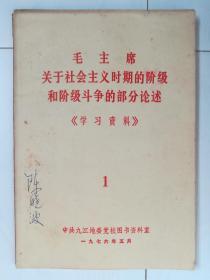 毛主席
关于社会主义时期的阶级
和阶级斗争的部分论述
《学习资料》
1
陈
波
中共九江地委党校图书资料室
一九七六年五月